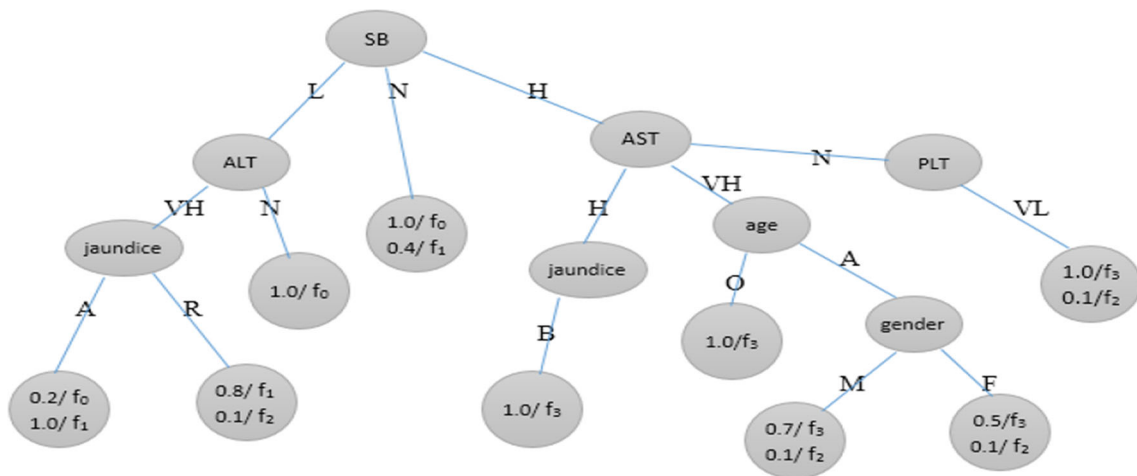 SB
L
N
H
ALT
AST
N
PLT
VH
N
H
VH
VL
jaundice
1.0/ f₀
0.4/ f₁
age
jaundice
A
R
1.0/ f₀
O
A
1.0/f₃
0.1/f₂
B
1.0/f₃
gender
0.2/ f₀
1.0/ f₁
0.8/ f₁
0.1/ f₂
1.0/ f₃
M
F
0.7/ f₃
0.1/ f₂
0.5/f₃
0.1/ f₂